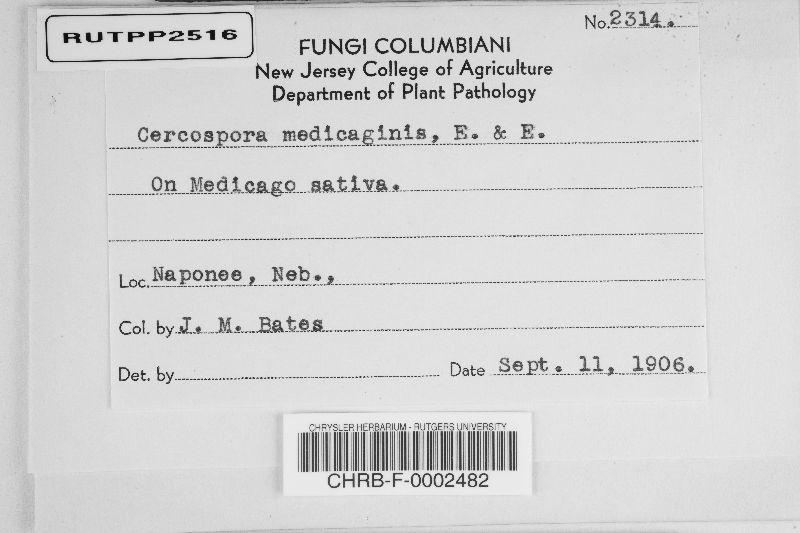 RUTPP2516
No. 2314.
FUNGI COLUMBIANI
New Jersey College of Agriculture
Department of Plant Pathology
Cercospora medicaginis, E. & E.
On Medicago sativa.
Loc. Naponee, Neb.,
Col. by J. M. Bates
Det. by
Date Sept. 11, 1906.
CHRYSLER HERBARIUM - RUTGERS UNIVERSITY
CHRB-F-0002482